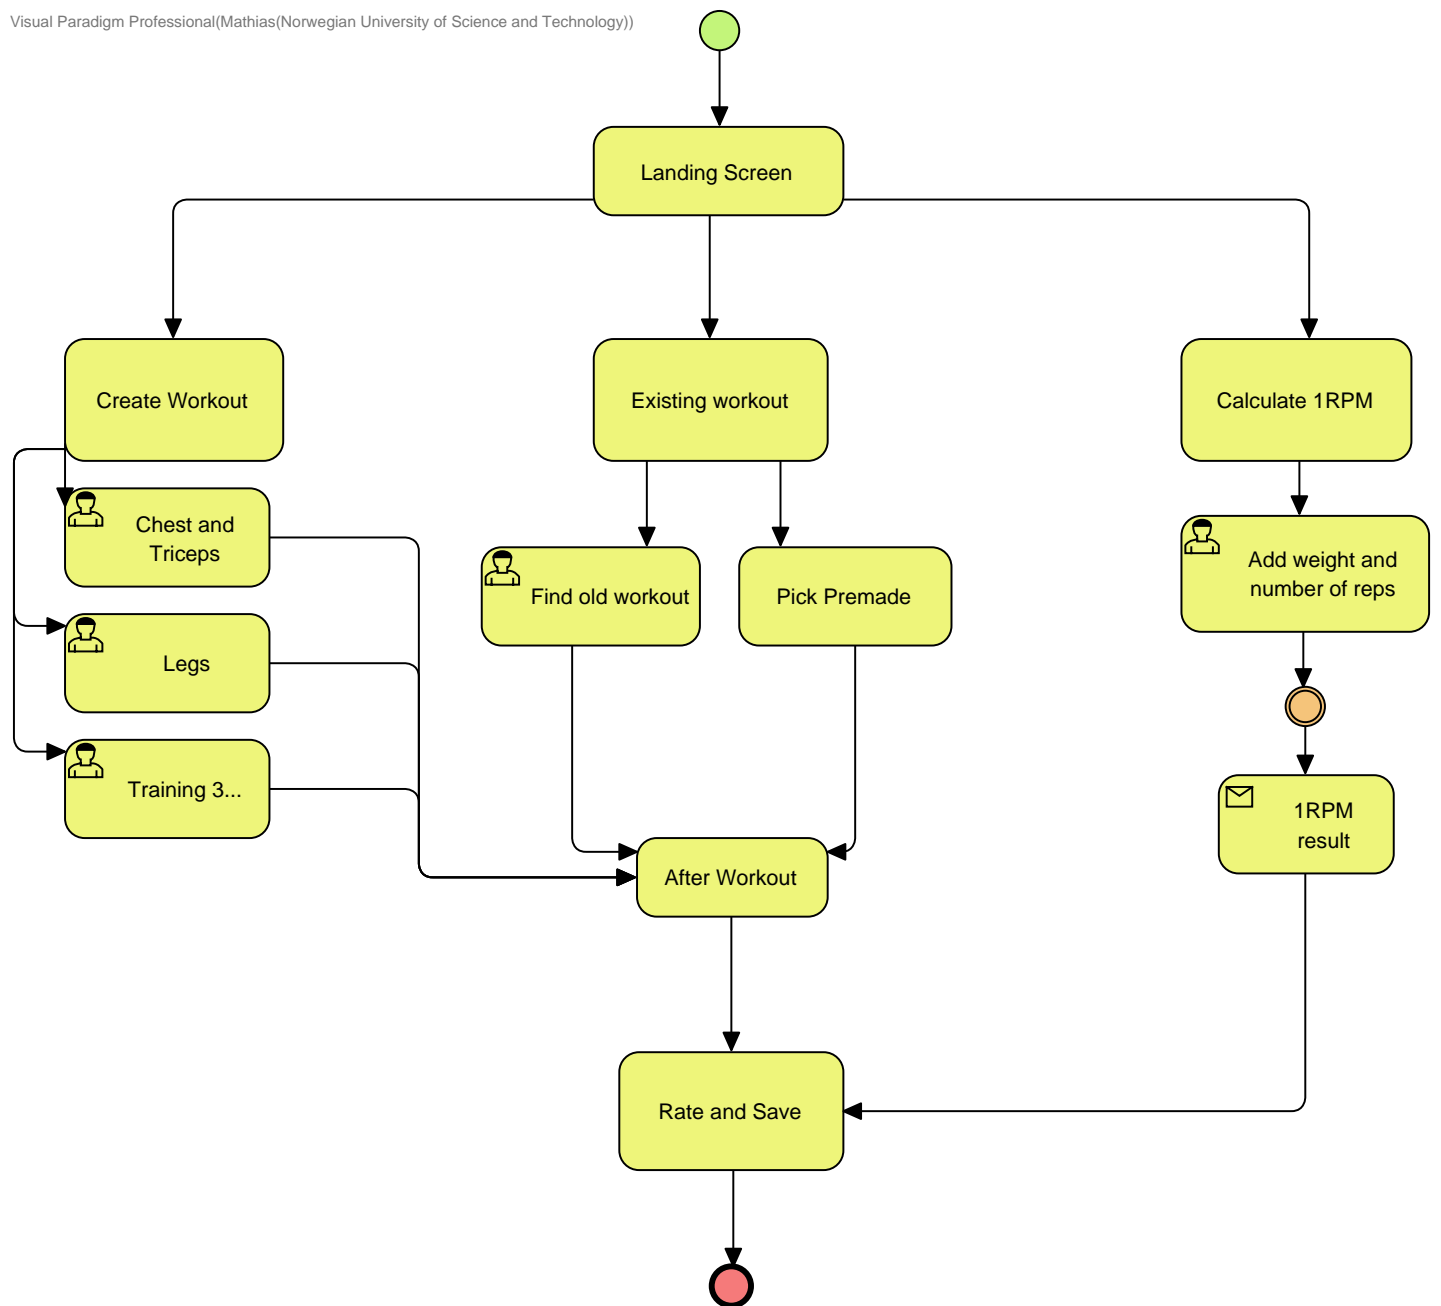 Visual Paradigm Professional(Mathias(Norwegian University of Science and Technology))
Landing Screen
Create Workout
Existing workout
Calculate 1RPM
Chest and
Triceps
Find old workout
Pick Premade
Add weight and
number of reps
Legs
Training 3...
1RPM
result
After Workout
Rate and Save